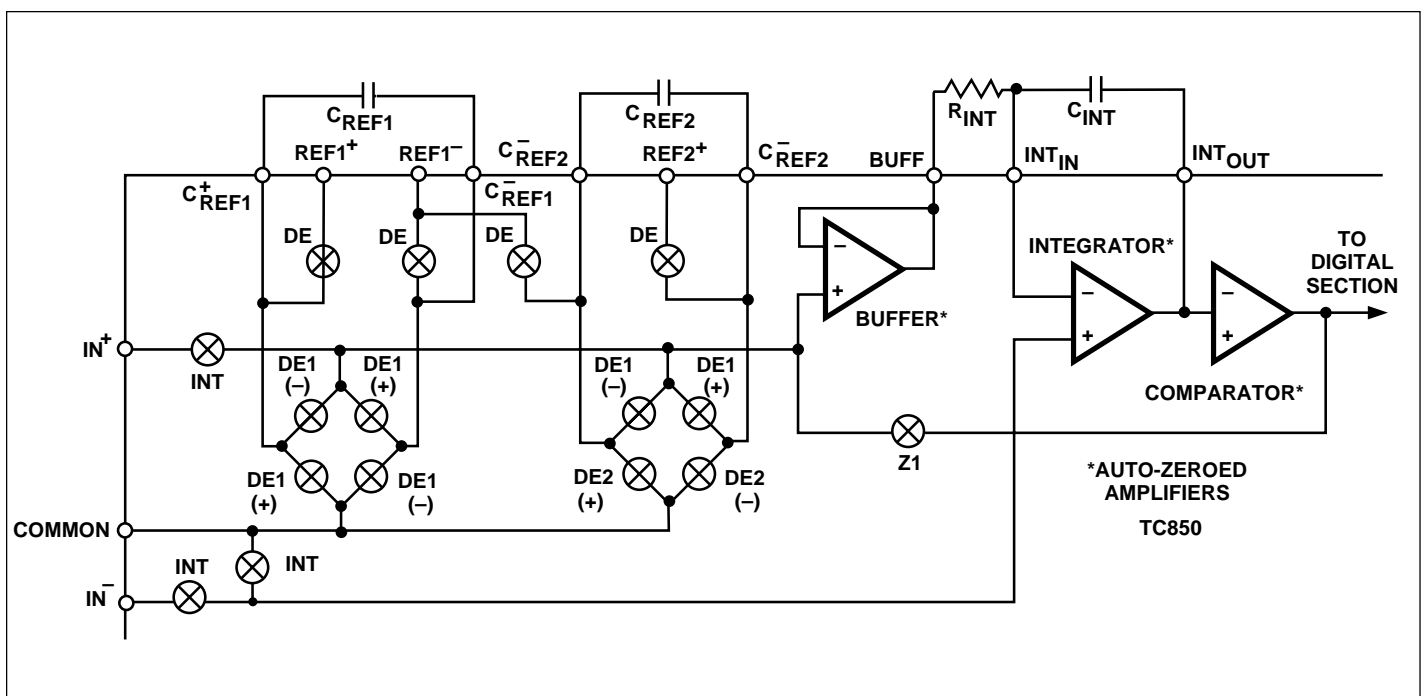 C REF1
C REF2
R INT
C INT
REF1+
REF1–
C–REF2
REF2+
C–REF2
BUFF
INT IN
INT OUT
C+REF1
C–REF1
DE
DE
DE
DE
–
+
BUFFER*
INTEGRATOR*
–
+
–
+
TO
DIGITAL
SECTION
IN+
INT
DE1
(–)
DE1
(+)
DE1
(–)
DE1
(+)
COMPARATOR*
Z1
DE1
(+)
DE1
(–)
DE2
(+)
DE2
(–)
*AUTO-ZEROED
AMPLIFIERS
TC850
COMMON
INT
INT
IN–